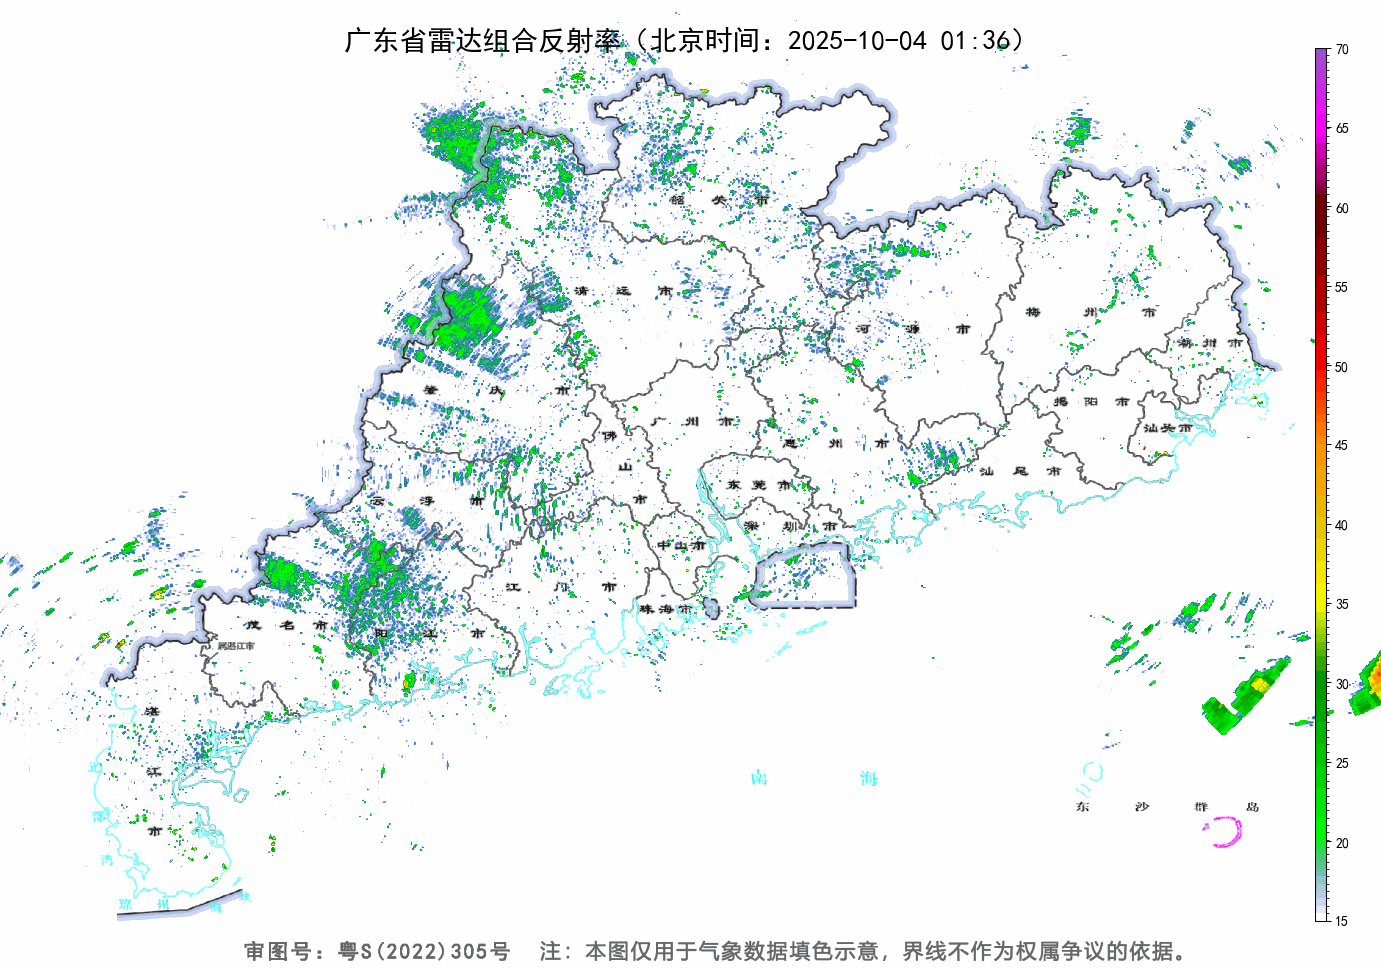 广东省雷达组合反射率（北京时间：2025-10-04 01:36）
70
65
60
55
50
45
40
35
30
25
20
15
韶关市
清远市
河源市
梅州市
潮州市
肇庆市
广州市
惠州市
揭阳市
汕头市
佛山市
汕尾市
东莞市
云浮市
深圳市
中山市
江门市
珠海市
茂名市
阳江市
属湛江市
湛江市
南海
东沙群岛
北部湾
琼州海峡
审图号：粤S(2022)305号 注：本图仅用于气象数据填色示意，界线不作为权属争议的依据。